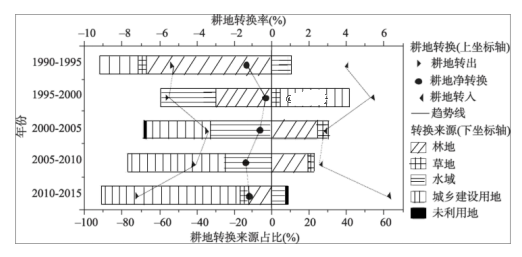 耕地转换率(%)
-10 -8 -6 -4 -2 0 2 4 6
1990-1995
1995-2000
2000-2005
2005-2010
2010-2015
年份
-100 -80 -60 -40 -20 0 20 40 60
耕地转换来源占比(%)
耕地转换(上坐标轴)
耕地转出
耕地净转换
耕地转入
趋势线
转换来源(下坐标轴)
林地
草地
水域
城乡建设用地
未利用地